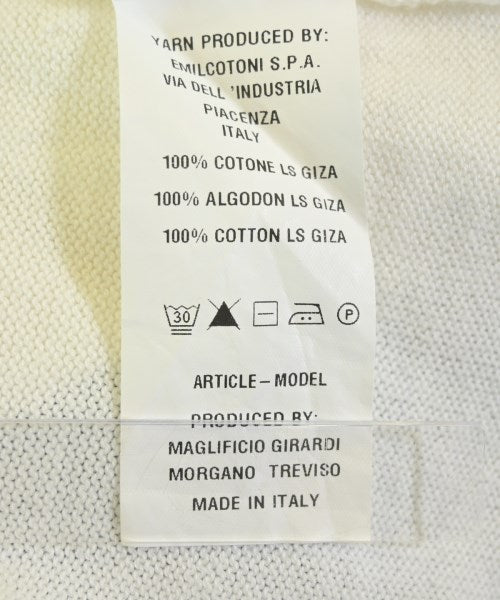 YARN PRODUCED BY:
EMILCOTONI S.P.A.
VIA DELL 'INDUSTRIA
PIACENZA
ITALY
100% COTONE LS GIZA
100% ALGODON LS GIZA
100% COTTON LS GIZA
30 P
ARTICLE – MODEL
PRODUCED BY:
MAGLIFICIO GIRARDI
MORGANO TREVISO
MADE IN ITALY